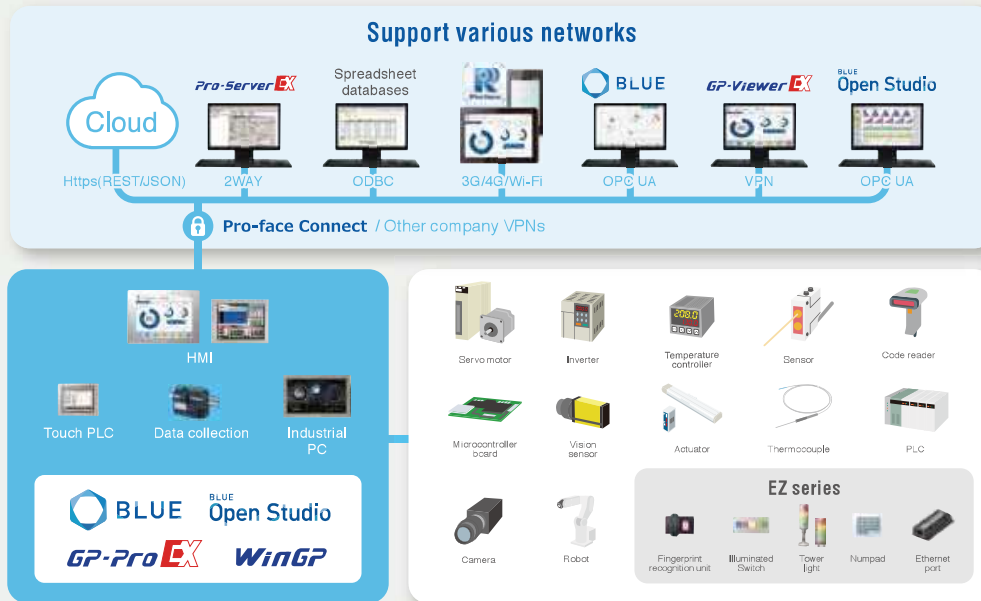 Support various networks
Cloud
Pro-Server EX
Spreadsheet
databases
BLUE
GP-Viewer EX
BLUE
Open Studio
Https(REST/JSON)
2WAY
ODBC
3G/4G/Wi-Fi
OPC UA
VPN
OPC UA
Pro-face Connect / Other company VPNs
HMI
Touch PLC
Data collection
Industrial
PC
BLUE
BLUE
Open Studio
GP-Pro EX
WinGP
Servo motor
Inverter
208.0
Temperature
controller
Sensor
Code reader
Microcontroller
board
Vision
sensor
Actuator
Thermocouple
PLC
Camera
Robot
EZ series
Fingerprint
recognition unit
Illuminated
Switch
Tower
light
Numpad
Ethernet
port